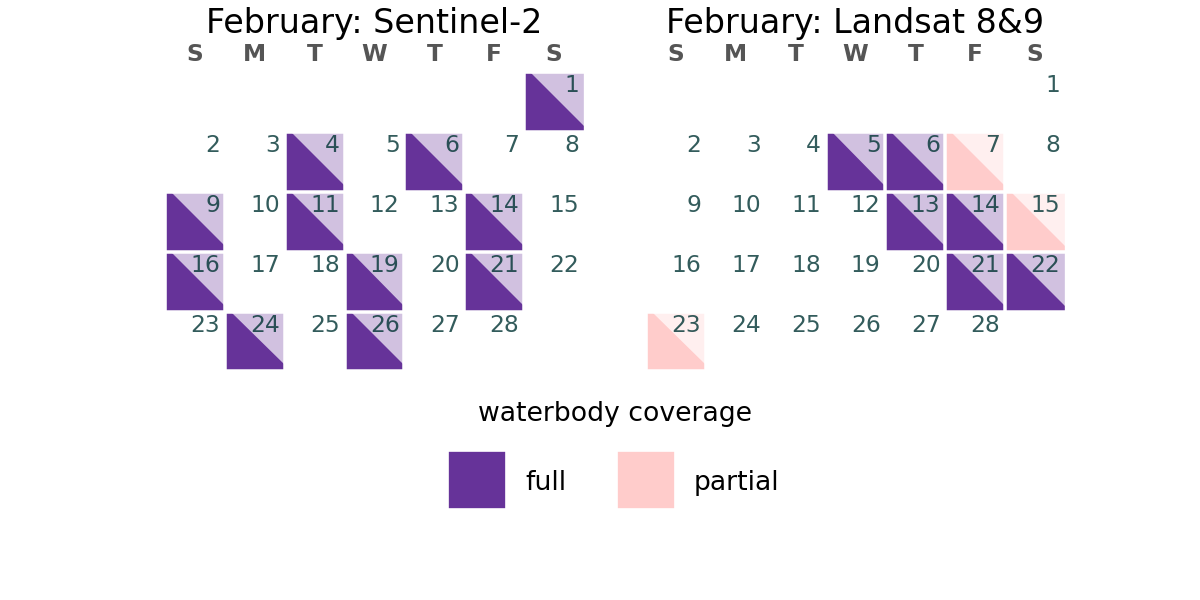 February: Sentinel-2
S M T W T F S
1
2 3 4 5 6 7 8
9 10 11 12 13 14 15
16 17 18 19 20 21 22
23 24 25 26 27 28
February: Landsat 8&9
S M T W T F S
1
2 3 4 5 6 7 8
9 10 11 12 13 14 15
16 17 18 19 20 21 22
23 24 25 26 27 28
waterbody coverage
full partial